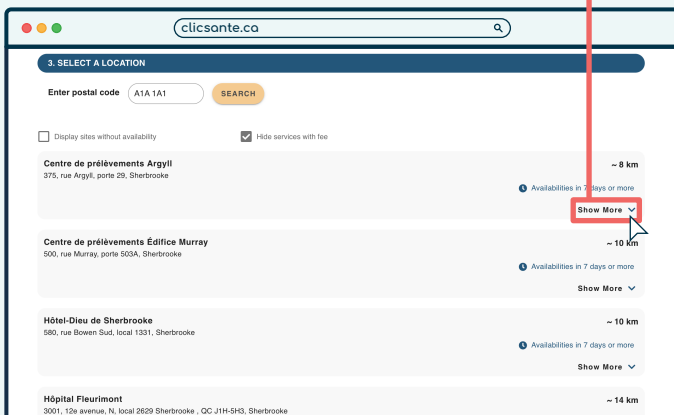 clicsante.ca
3. SELECT A LOCATION
Enter postal code A1A 1A1 SEARCH
Display sites without availability Hide services with fee
Centre de prélèvements Argyll ~ 8 km
375, rue Argyll, porte 29, Sherbrooke
Availabilities in 7 days or more
Show More
Centre de prélèvements Édifice Murray ~ 10 km
500, rue Murray, porte 503A, Sherbrooke
Availabilities in 7 days or more
Show More
Hôtel-Dieu de Sherbrooke ~ 10 km
580, rue Bowen Sud, local 1331, Sherbrooke
Availabilities in 7 days or more
Show More
Hôpital Fleurimont ~ 14 km
3001, 12e avenue, N, local 2629 Sherbrooke , QC J1H-5H3, Sherbrooke